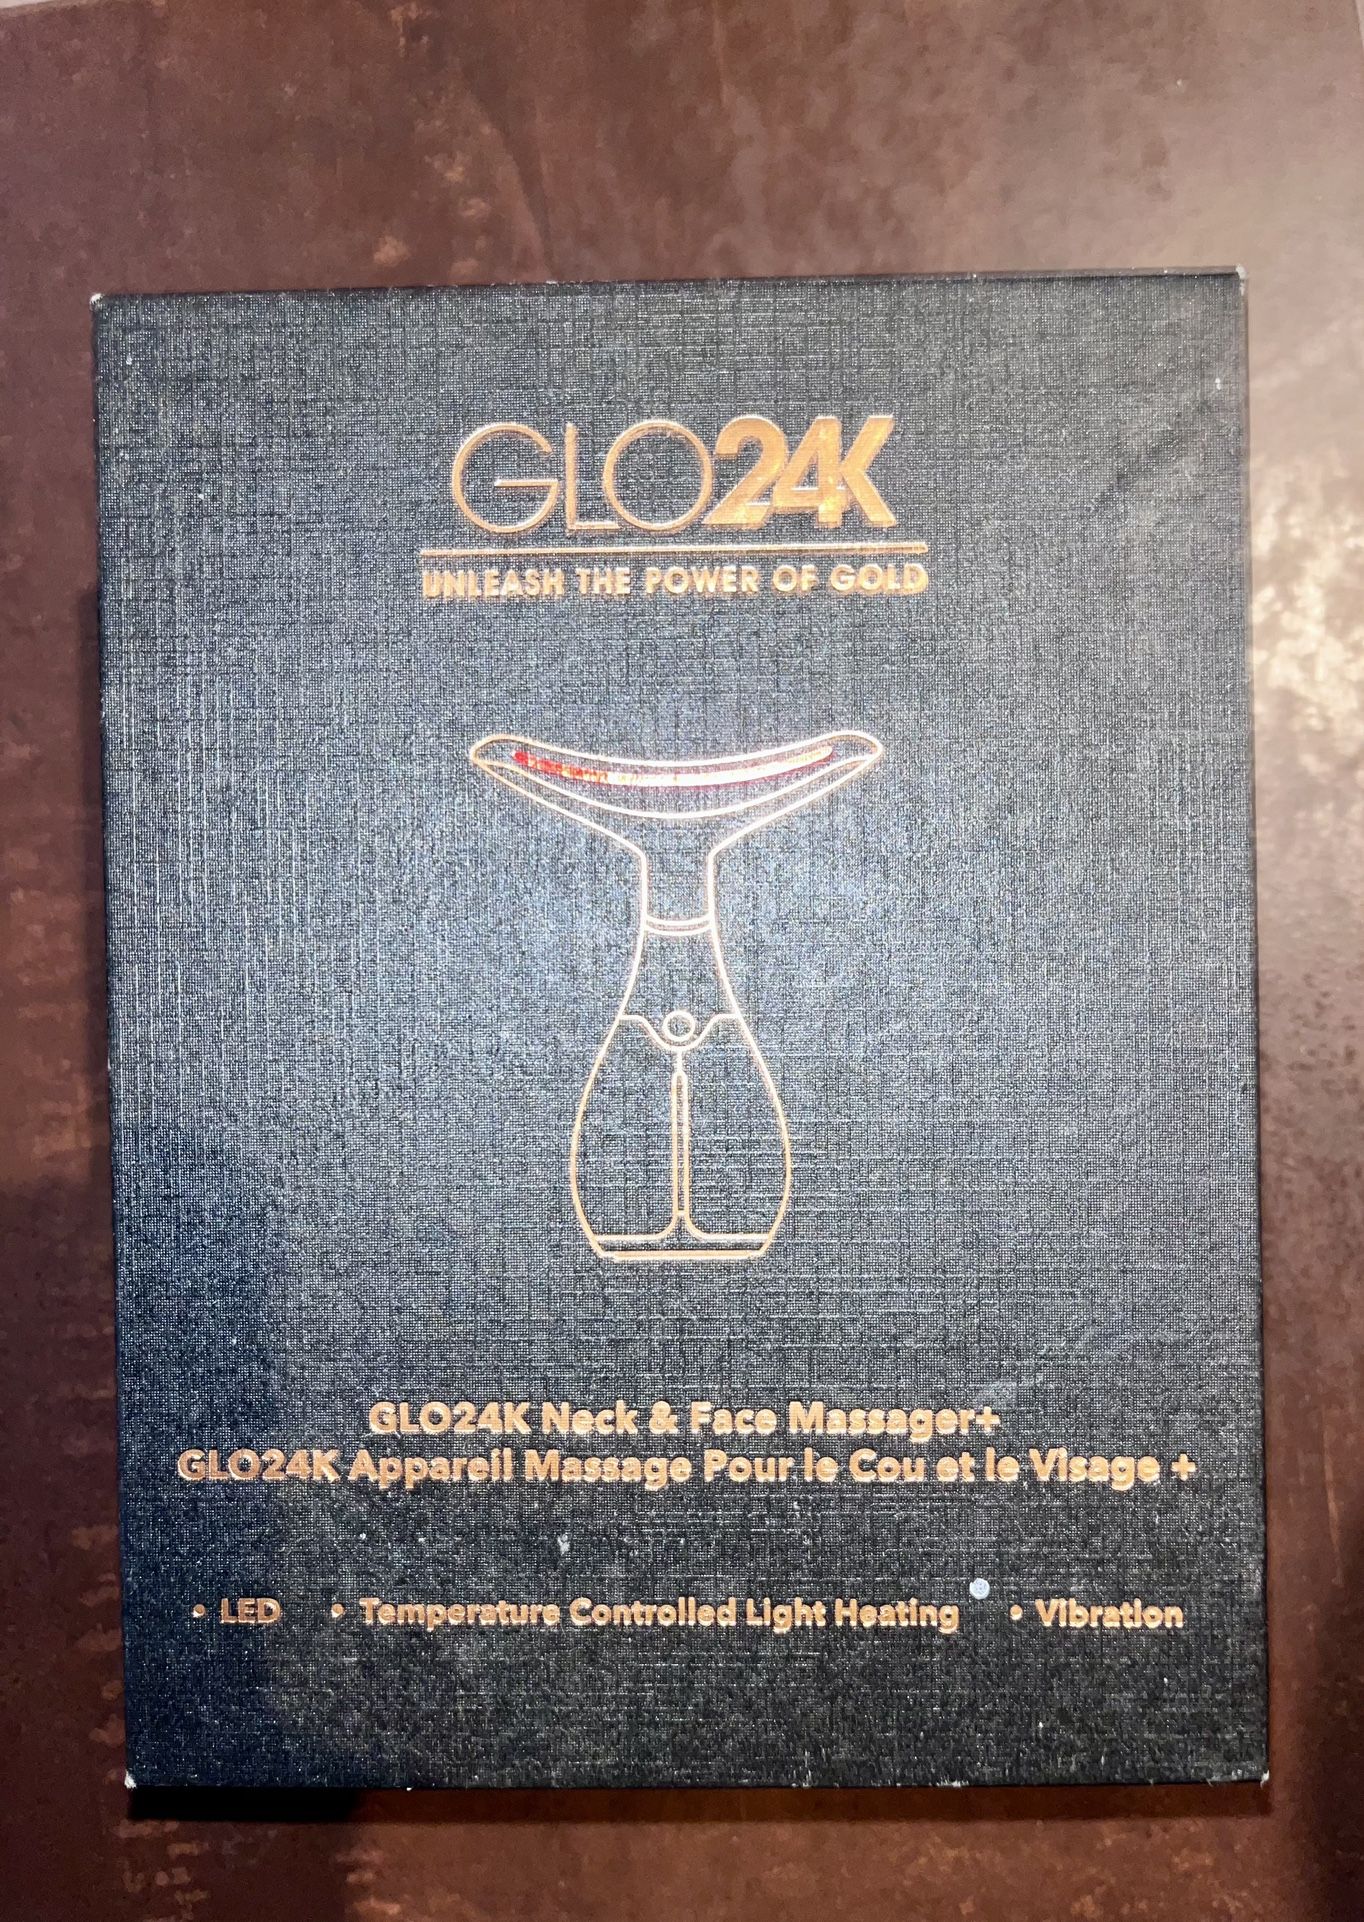 GLO24K
UNLEASH THE POWER OF GOLD
GLO24K Neck & Face Massager+
GLO24K Appareil Massage Pour le Cou et le Visage +
• LED • Temperature Controlled Light Heating • Vibration